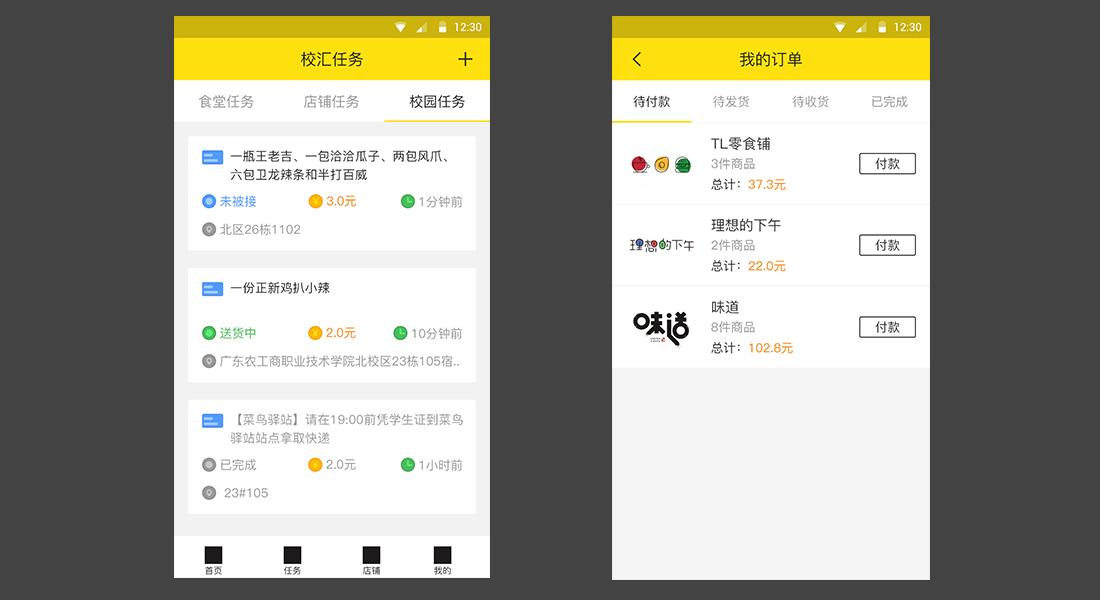 12:30
校汇任务
食堂任务 店铺任务 校园任务
一瓶王老吉、一包洽洽瓜子、两包风爪、
六包卫龙辣条和半打百威
未被接 3.0元 1分钟前
北区26栋1102
一份正新鸡扒小辣
送货中 2.0元 10分钟前
广东农工商职业技术学院北校区23栋105宿..
【菜鸟驿站】请在19:00前凭学生证到菜鸟
驿站站点拿取快递
已完成 2.0元 1小时前
23#105
首页 任务 店铺 我的
12:30
我的订单
待付款 待发货 待收货 已完成
TL零食铺
3件商品
总计：37.3元
付款
理想的下午
理想的下午
2件商品
总计：22.0元
付款
味道
味道
8件商品
总计：102.8元
付款